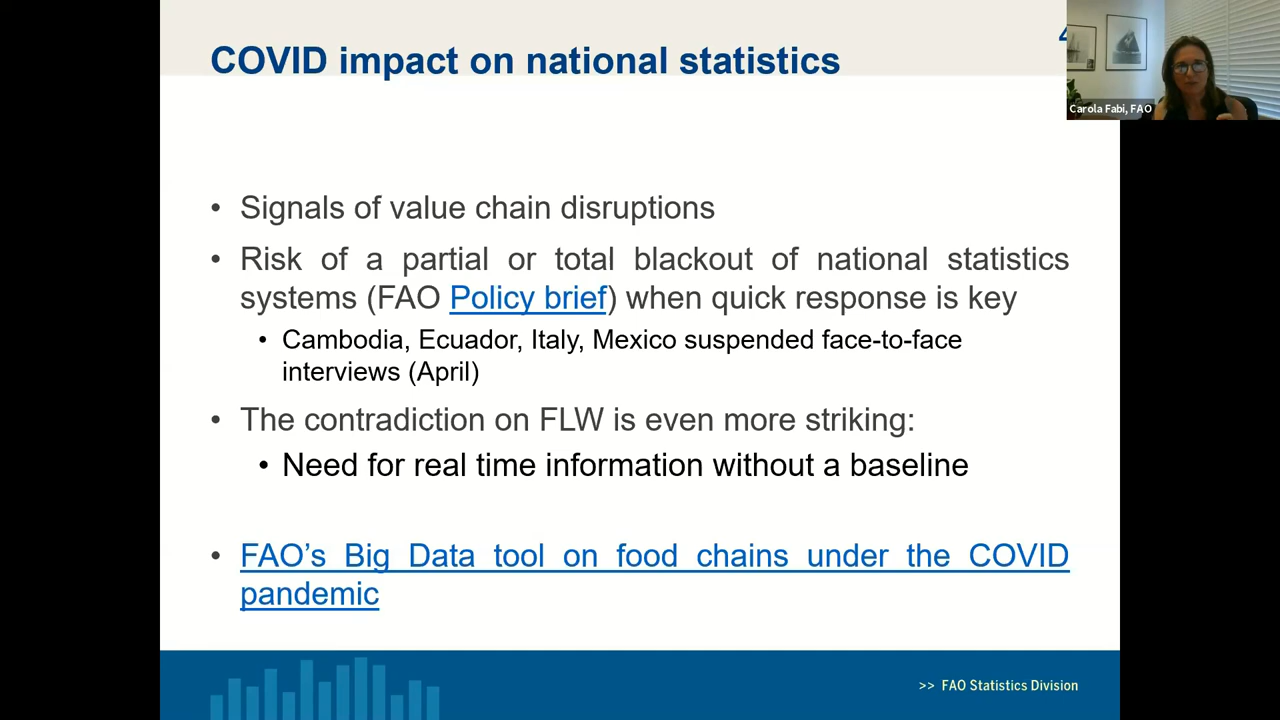 COVID impact on national statistics
4
Carola Fabi, FAO
• Signals of value chain disruptions
• Risk of a partial or total blackout of national statistics
systems (FAO Policy brief) when quick response is key
• Cambodia, Ecuador, Italy, Mexico suspended face-to-face
interviews (April)
• The contradiction on FLW is even more striking:
• Need for real time information without a baseline
• FAO’s Big Data tool on food chains under the COVID
pandemic
>> FAO Statistics Division